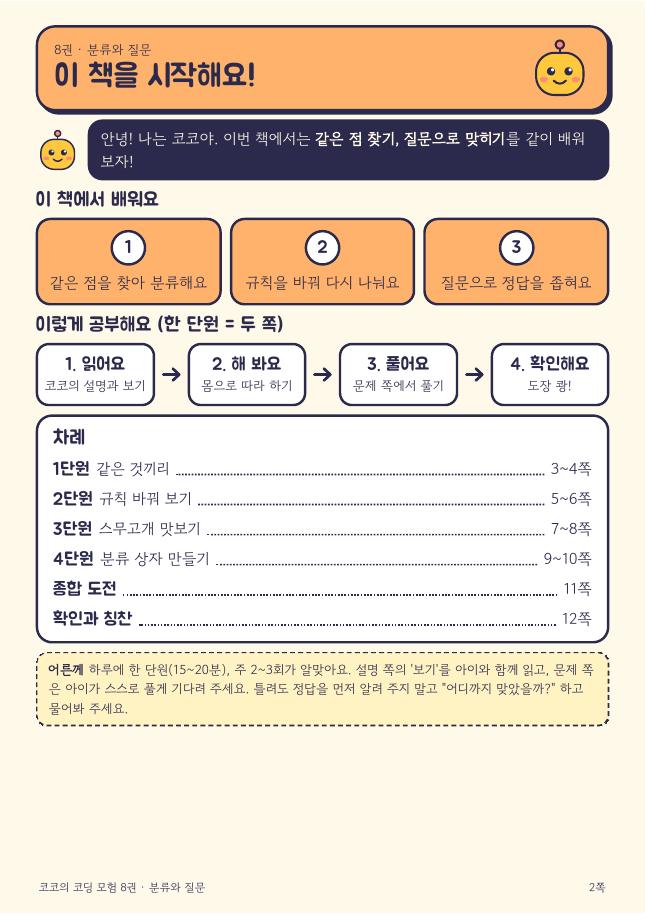 8권 · 분류와 질문
이 책을 시작해요!
안녕! 나는 코코야. 이번 책에서는 같은 점 찾기, 질문으로 맞히기를 같이 배워
보자!
이 책에서 배워요
1
같은 점을 찾아 분류해요
2
규칙을 바꿔 다시 나눠요
3
질문으로 정답을 좁혀요
이렇게 공부해요 (한 단원 = 두 쪽)
1. 읽어요
코코의 설명과 보기
2. 해 봐요
몸으로 따라 하기
3. 풀어요
문제 쪽에서 풀기
4. 확인해요
도장 쾅!
차례
1단원 같은 것끼리 3~4쪽
2단원 규칙 바꿔 보기 5~6쪽
3단원 스무고개 맛보기 7~8쪽
4단원 분류 상자 만들기 9~10쪽
종합 도전 11쪽
확인과 칭찬 12쪽
어른께 하루에 한 단원(15~20분), 주 2~3회가 알맞아요. 설명 쪽의 '보기'를 아이와 함께 읽고, 문제 쪽
은 아이가 스스로 풀게 기다려 주세요. 틀려도 정답을 먼저 알려 주지 말고 "어디까지 맞았을까?" 하고
물어봐 주세요.
코코의 코딩 모험 8권 · 분류와 질문
2쪽